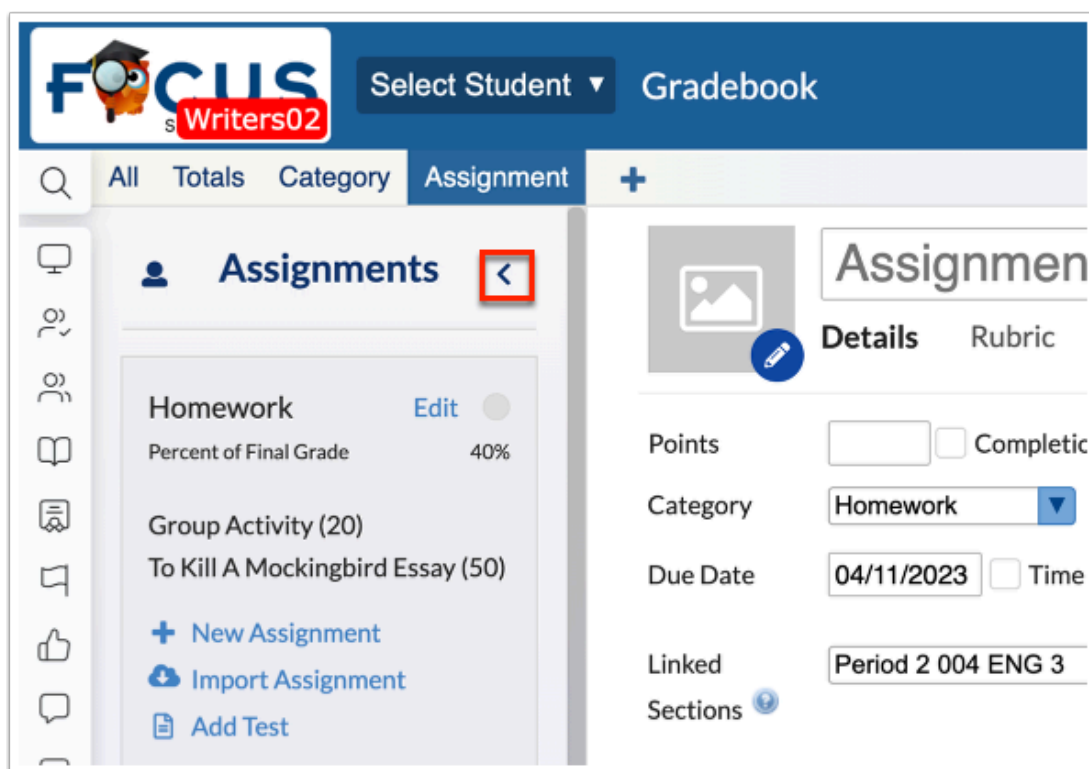 FOCUS
Writers02
Select Student ▼
Gradebook
All Totals Category Assignment +
Assignments
Homework Edit
Percent of Final Grade 40%
Group Activity (20)
To Kill A Mockingbird Essay (50)
+ New Assignment
Import Assignment
Add Test
Assignmen
Details Rubric
Points Completic
Category Homework
Due Date 04/11/2023 Time
Linked Period 2 004 ENG 3
Sections